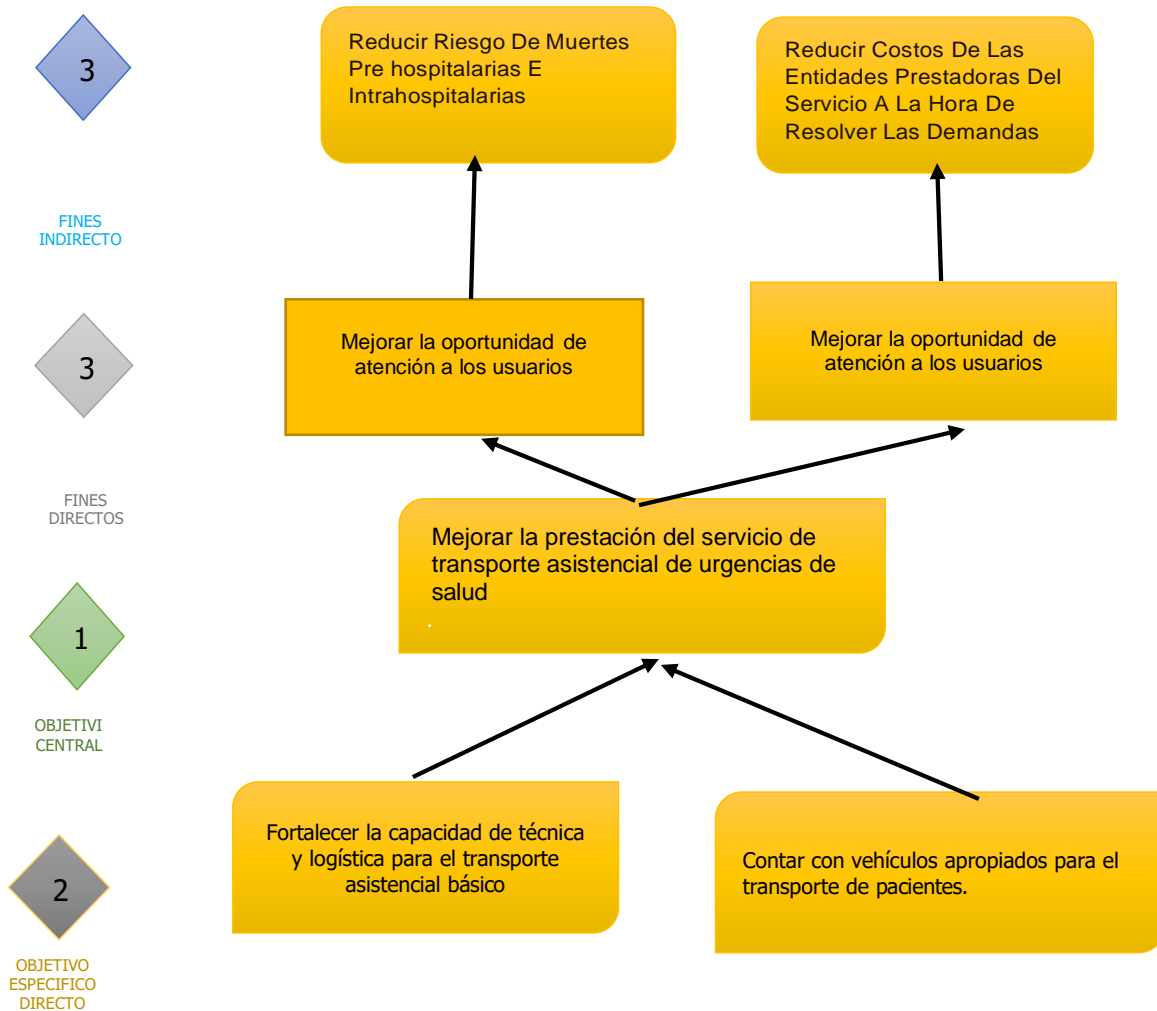 3
Reducir Riesgo De Muertes
Pre hospitalarias E
Intrahospitalarias
Reducir Costos De Las
Entidades Prestadoras Del
Servicio A La Hora De
Resolver Las Demandas
FINES
INDIRECTO
3
Mejorar la oportunidad de
atención a los usuarios
Mejorar la oportunidad de
atención a los usuarios
FINES
DIRECTOS
Mejorar la prestación del servicio de
transporte asistencial de urgencias de
salud
.
1
OBJETIVI
CENTRAL
Fortalecer la capacidad de técnica
y logística para el transporte
asistencial básico
Contar con vehículos apropiados para el
transporte de pacientes.
2
OBJETIVO
ESPECIFICO
DIRECTO